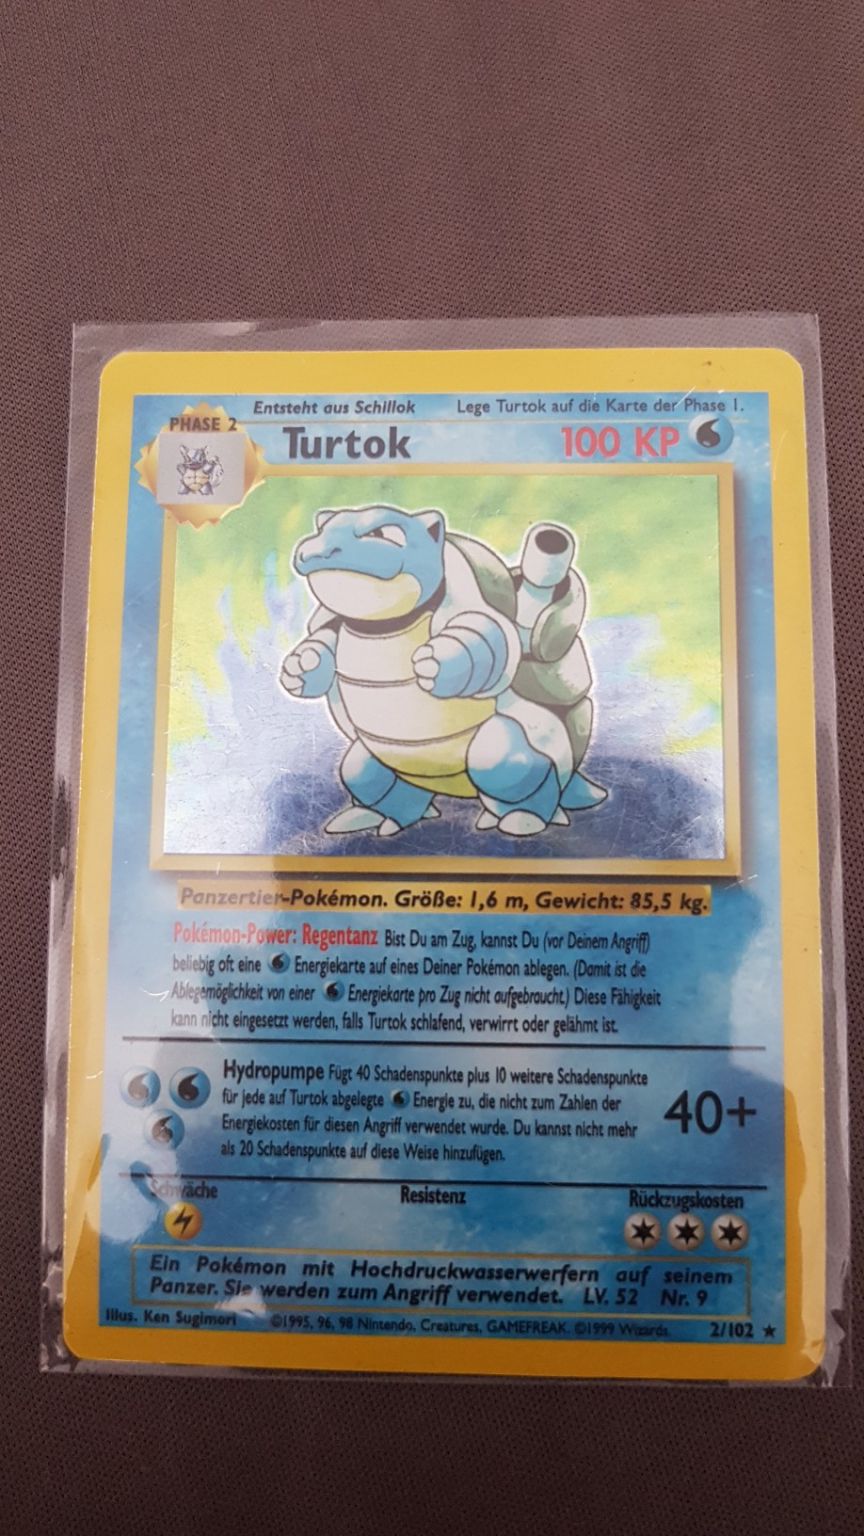 Entsteht aus Schillok Lege Turtok auf die Karte der Phase 1.
PHASE 2
Turtok 100 KP
Panzertier-Pokémon. Größe: 1,6 m, Gewicht: 85,5 kg.
Pokémon-Power: Regentanz Bist Du am Zug, kannst Du (vor Deinem Angriff)
beliebig oft eine Energiekarte auf eines Deiner Pokémon ablegen. (Damit ist die
Ablegemöglichkeit von einer Energiekarte pro Zug nicht aufgebraucht.) Diese Fähigkeit
kann nicht eingesetzt werden, falls Turtok schlafend, verwirrt oder gelähmt ist.
Hydropumpe Fügt 40 Schadenspunkte plus 10 weitere Schadenspunkte
für jede auf Turtok abgelegte Energie zu, die nicht zum Zahlen der
Energiekosten für diesen Angriff verwendet wurde. Du kannst nicht mehr
als 20 Schadenspunkte auf diese Weise hinzufügen.
40+
Schwäche Resistenz Rückzugskosten
Ein Pokémon mit Hochdruckwasserwerfern auf seinem
Panzer. Sie werden zum Angriff verwendet. LV. 52 Nr. 9
Illus. Ken Sugimori ©1995, 96, 98 Nintendo, Creatures, GAMEFREAK. ©1999 Wizards. 2/102 ★